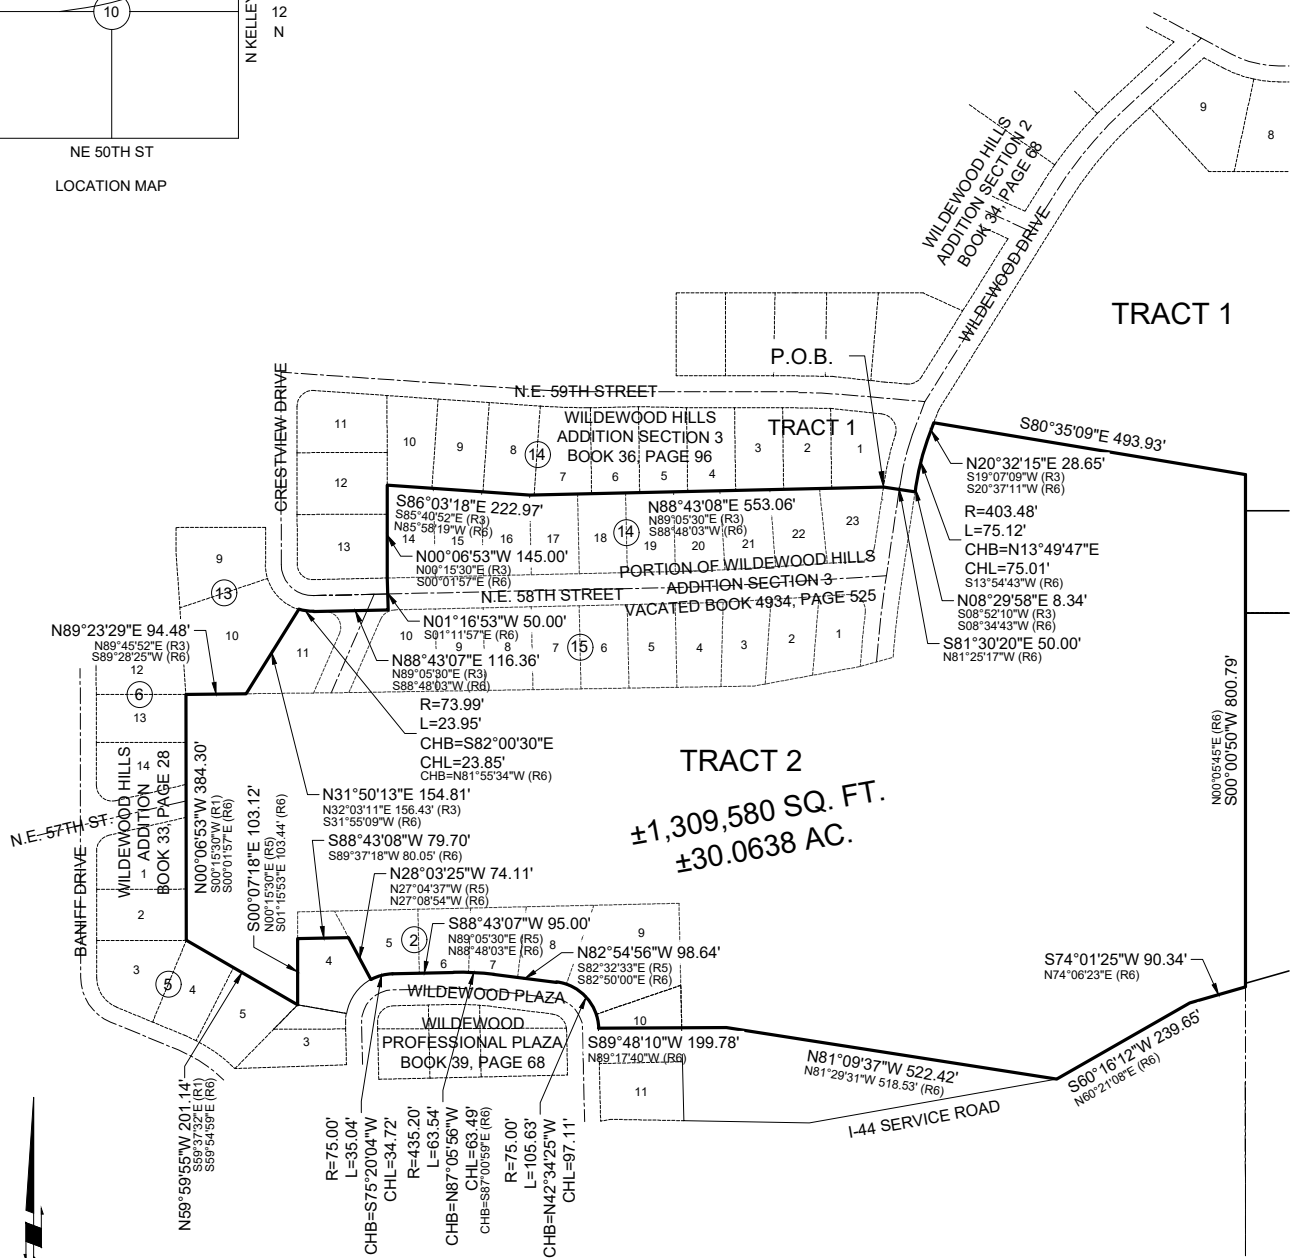 10
N KELLEY
12
N
NE 50TH ST
LOCATION MAP
9
8
WILDEWOOD HILLS
ADDITION SECTION 2
BOOK 34, PAGE 68
WILDEWOOD DRIVE
TRACT 1
P.O.B.
N.E. 59TH STREET
CRESTVIEW DRIVE
WILDEWOOD HILLS
ADDITION SECTION 3
BOOK 36, PAGE 96
TRACT 1
11
10
9
8
14
7
6
5
4
3
2
1
12
13
S80°35'09"E 493.93'
N20°32'15"E 28.65'
S19°07'09"W (R3)
S20°37'11"W (R6)
R=403.48'
L=75.12'
CHB=N13°49'47"E
CHL=75.01'
S13°54'43"W (R6)
N08°29'58"E 8.34'
S08°52'10"W (R3)
S08°34'43"W (R6)
S81°30'20"E 50.00'
N81°25'17"W (R6)
S86°03'18"E 222.97'
S85°40'52"E (R3)
N85°58'19"W (R6)
N88°43'08"E 553.06'
N89°05'30"E (R3)
S88°48'03"W (R6)
14
15
16
17
18
14
19
20
21
22
23
N00°06'53"W 145.00'
N00°15'30"E (R3)
S00°01'57"E (R6)
PORTION OF WILDEWOOD HILLS
ADDITION SECTION 3
VACATED BOOK 4934, PAGE 525
N.E. 58TH STREET
N01°16'53"W 50.00'
S01°11'57"E (R6)
10
9
8
7
15
6
5
4
3
2
1
N88°43'07"E 116.36'
N89°05'30"E (R3)
S88°48'03"W (R6)
9
13
10
11
N89°23'29"E 94.48'
N89°45'52"E (R3)
S89°28'25"W (R6)
12
6
13
14
R=73.99'
L=23.95'
CHB=S82°00'30"E
CHL=23.85'
CHB=N81°55'34"W (R6)
TRACT 2
±1,309,580 SQ. FT.
±30.0638 AC.
N00°05'45"E (R6)
S00°00'50"W 800.79'
N31°50'13"E 154.81'
N32°03'11"E 156.43' (R3)
S31°55'09"W (R6)
WILDEWOOD HILLS
ADDITION
BOOK 33, PAGE 28
N00°06'53"W 384.30'
S00°15'30"W (R1)
S00°01'57"E (R6)
S00°07'18"E 103.12'
N00°15'30"E (R5)
S01°15'53"E 103.44' (R6)
N.E. 57TH ST.
BANIFF DRIVE
1
2
3
5
4
5
3
S88°43'08"W 79.70'
S89°37'18"W 80.05' (R6)
N28°03'25"W 74.11'
N27°04'37"W (R5)
N27°08'54"W (R6)
S88°43'07"W 95.00'
N89°05'30"E (R5)
N88°48'03"E (R6)
N82°54'56"W 98.64'
S82°32'33"E (R5)
S82°50'00"E (R6)
4
5
2
6
7
8
9
10
11
WILDEWOOD PLAZA
WILDEWOOD
PROFESSIONAL PLAZA
BOOK 39, PAGE 68
S89°48'10"W 199.78'
N89°17'40"W (R6)
N81°09'37"W 522.42'
N81°29'31"W 518.53' (R6)
S74°01'25"W 90.34'
N74°06'23"E (R6)
S60°16'12"W 239.65'
N60°21'08"E (R6)
I-44 SERVICE ROAD
N59°59'55"W 201.14'
S59°37'32"E (R1)
S59°54'59"E (R6)
R=75.00'
L=35.04'
CHB=S75°20'04"W
CHL=34.72'
R=435.20'
L=63.54'
CHB=N87°05'56"W
CHL=63.49'
CHB=S87°00'59"E (R6)
R=75.00'
L=105.63'
CHB=N42°34'25"W
CHL=97.11'